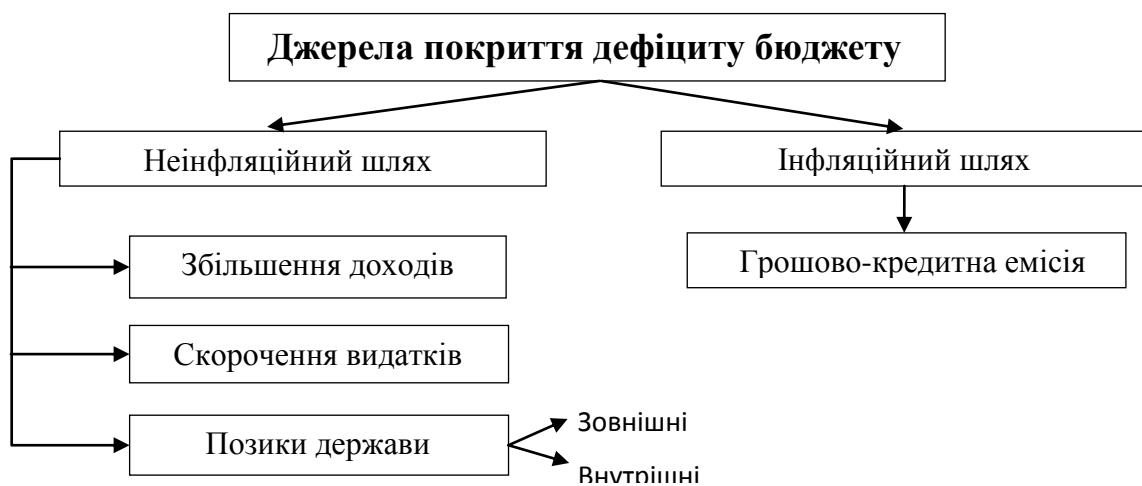 Джерела покриття дефіциту бюджету
Неінфляційний шлях
Інфляційний шлях
Збільшення доходів
Грошово-кредитна емісія
Скорочення видатків
Позики держави
Зовнішні
Внутрішні